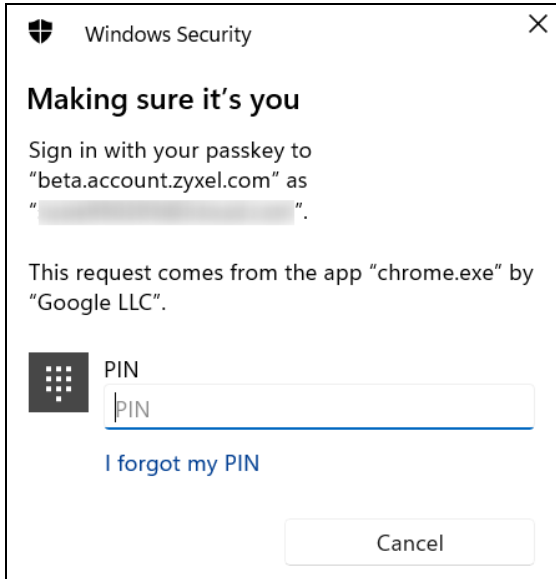 Windows Security
Making sure it's you
Sign in with your passkey to
“beta.account.zyxel.com” as
“ ”.
This request comes from the app “chrome.exe” by
“Google LLC”.
PIN
PIN
I forgot my PIN
Cancel